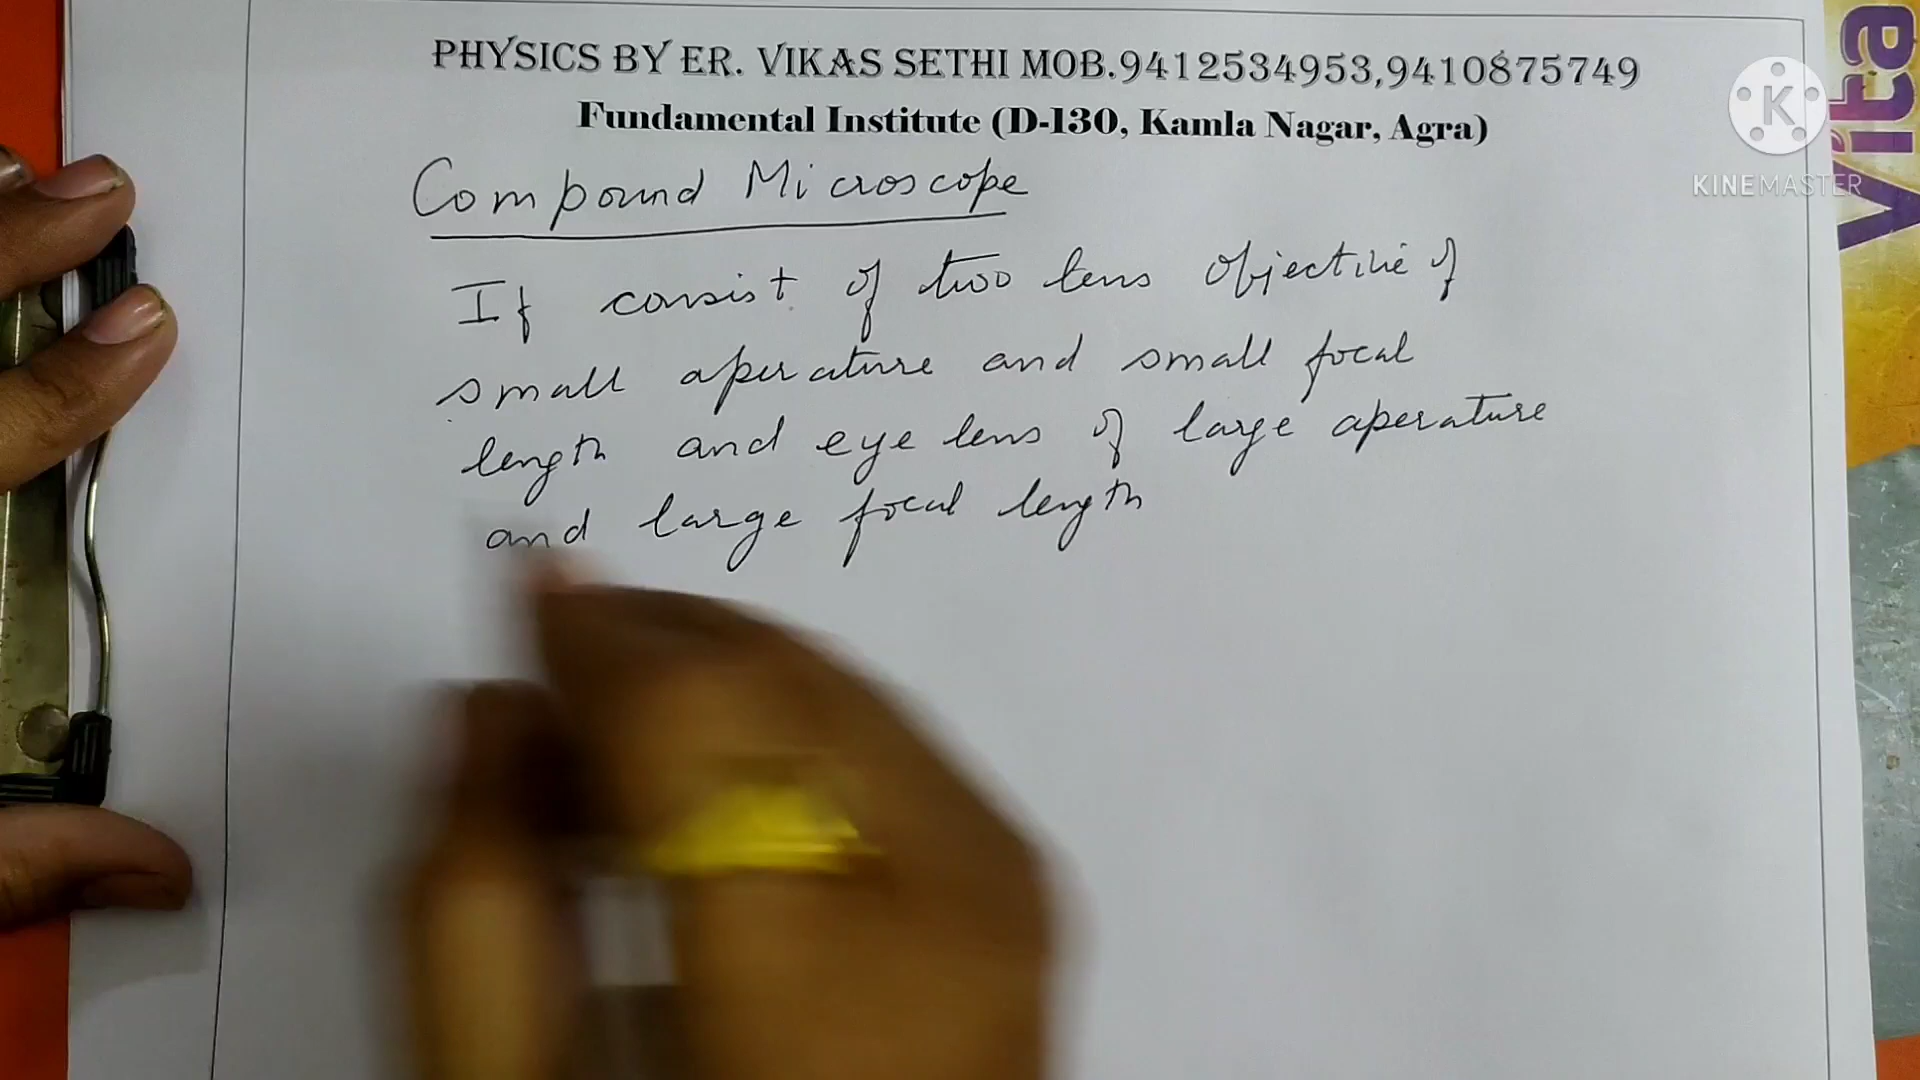 PHYSICS BY ER. VIKAS SETHI MOB.9412534953,9410875749
Fundamental Institute (D-130, Kamla Nagar, Agra)
Compound Microscope
It consist of two lens objective of
small aperature and small focal
length and eye lens of large aperature
and large focal length
K
KINEMASTER
Vita